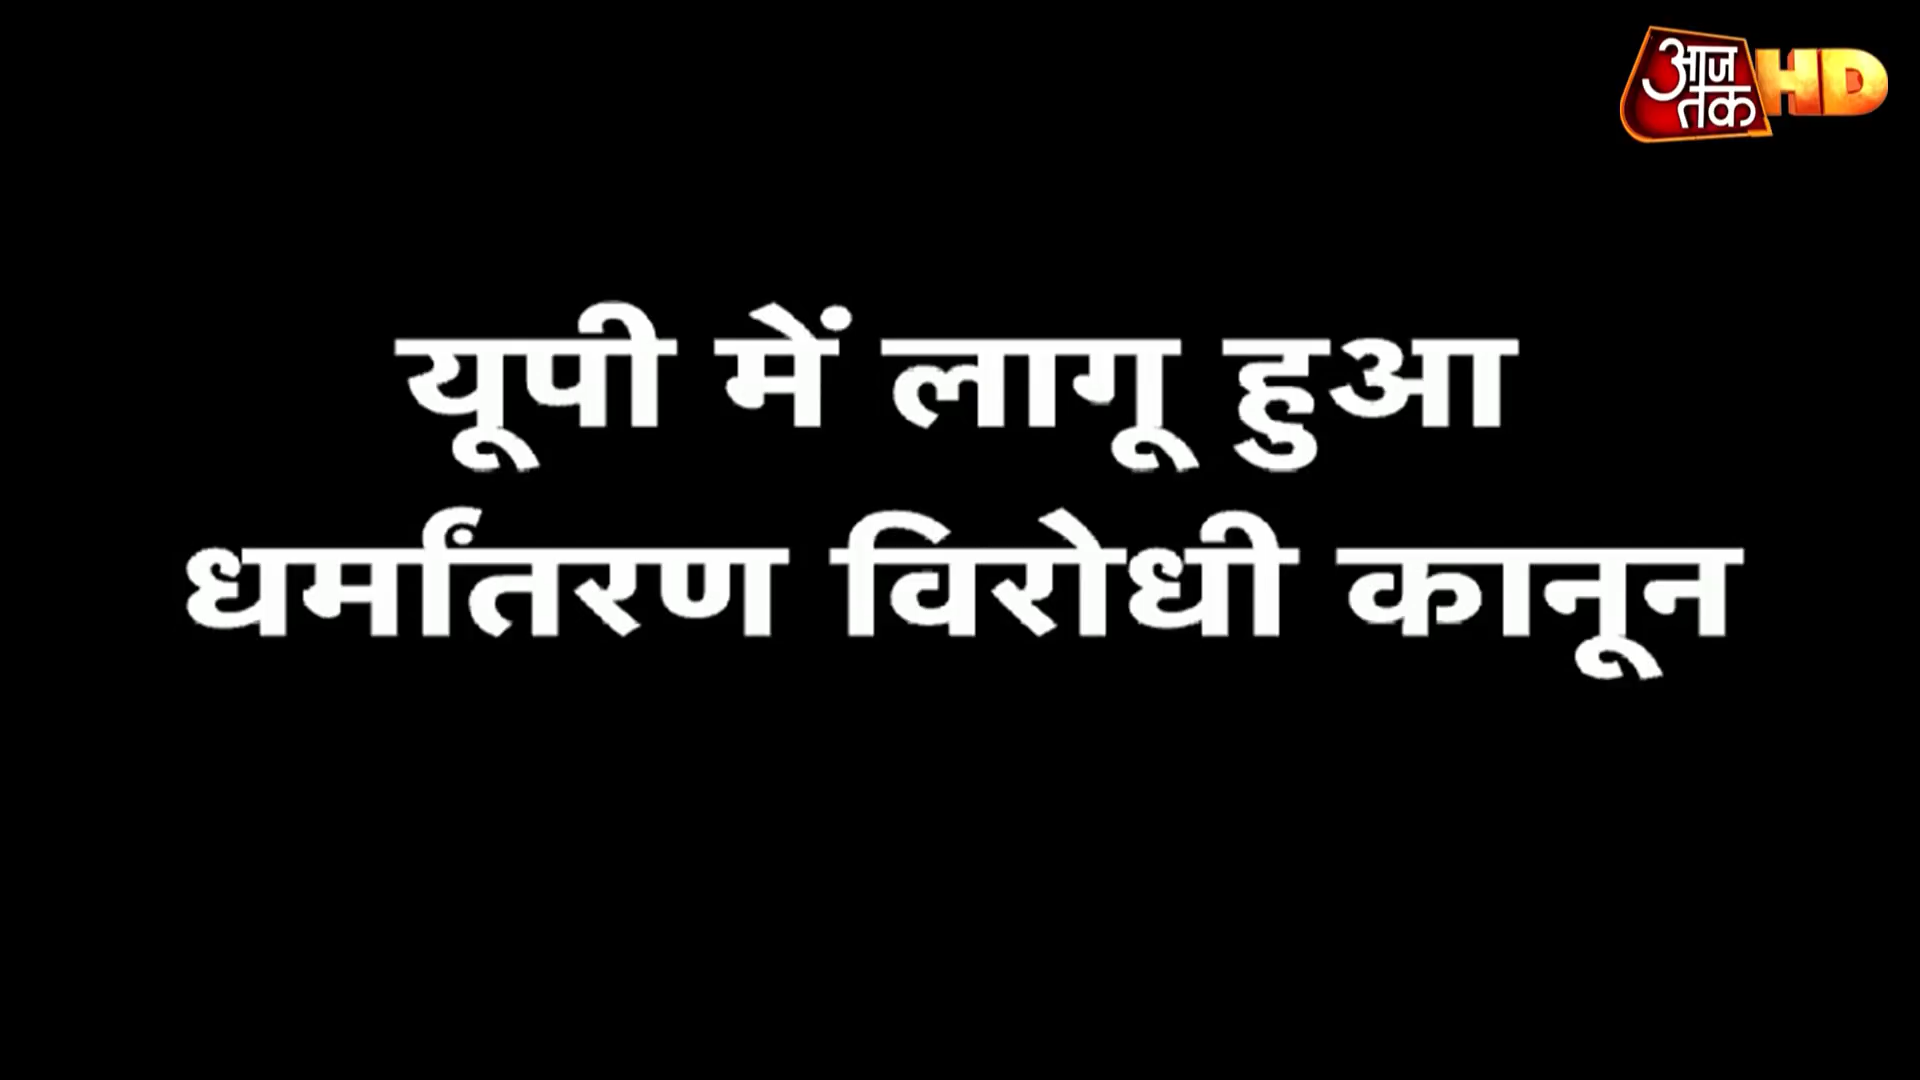 आज तक HD
यूपी में लागू हुआ
धर्मांतरण विरोधी कानून